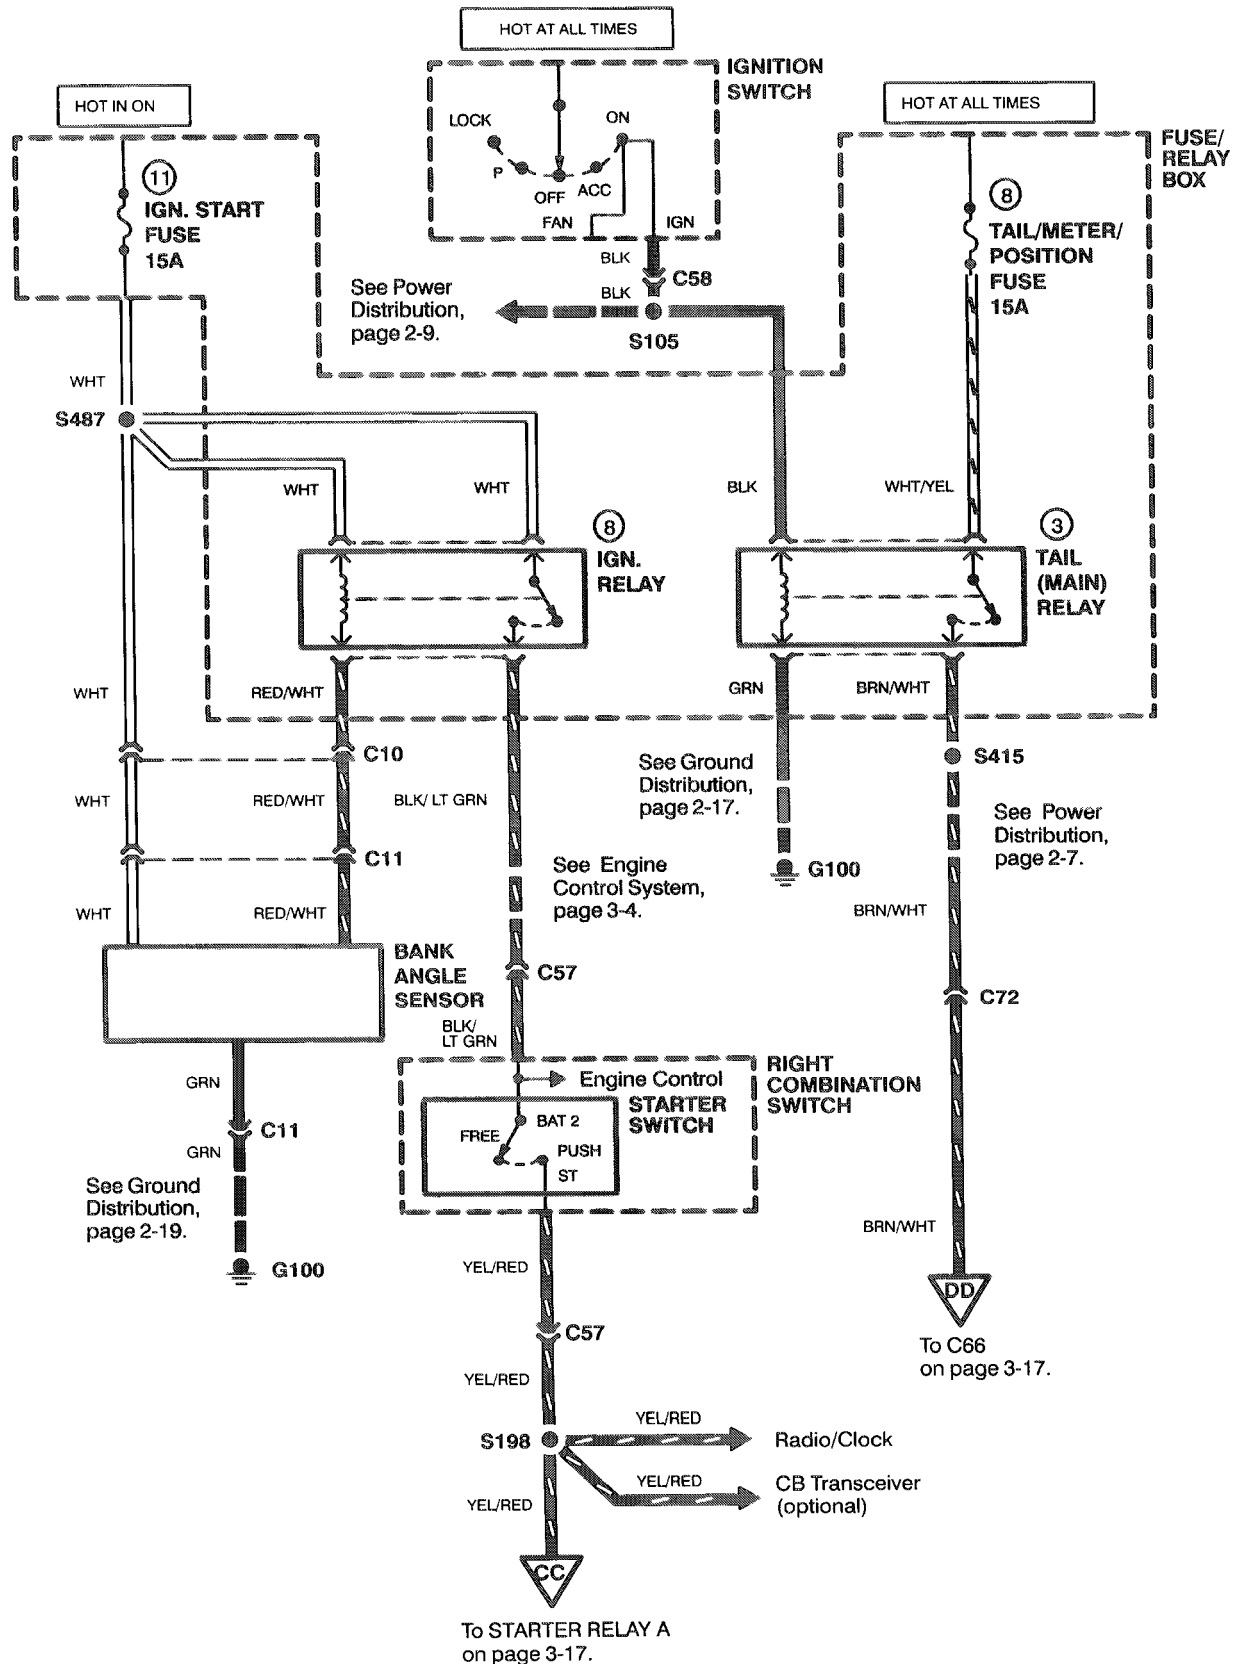 HOT AT ALL TIMES
IGNITION
SWITCH
HOT IN ON
HOT AT ALL TIMES
LOCK
ON
P
OFF
ACC
FAN
IGN
FUSE/
RELAY
BOX
11
IGN. START
FUSE
15A
8
TAIL/METER/
POSITION
FUSE
15A
BLK
C58
See Power
Distribution,
page 2-9.
BLK
S105
WHT
S487
WHT
WHT
BLK
WHT/YEL
8
IGN.
RELAY
3
TAIL
(MAIN)
RELAY
WHT
RED/WHT
GRN
BRN/WHT
C10
See Ground
Distribution,
page 2-17.
S415
WHT
RED/WHT
BLK/ LT GRN
See Power
Distribution,
page 2-7.
C11
See Engine
Control System,
page 3-4.
G100
WHT
RED/WHT
BRN/WHT
BANK
ANGLE
SENSOR
C57
C72
BLK/
LT GRN
RIGHT
COMBINATION
SWITCH
GRN
Engine Control
STARTER
SWITCH
C11
BAT 2
FREE
PUSH
ST
GRN
See Ground
Distribution,
page 2-19.
BRN/WHT
G100
YEL/RED
DD
C57
To C66
on page 3-17.
YEL/RED
YEL/RED
S198
Radio/Clock
YEL/RED
CB Transceiver
(optional)
YEL/RED
CC
To STARTER RELAY A
on page 3-17.